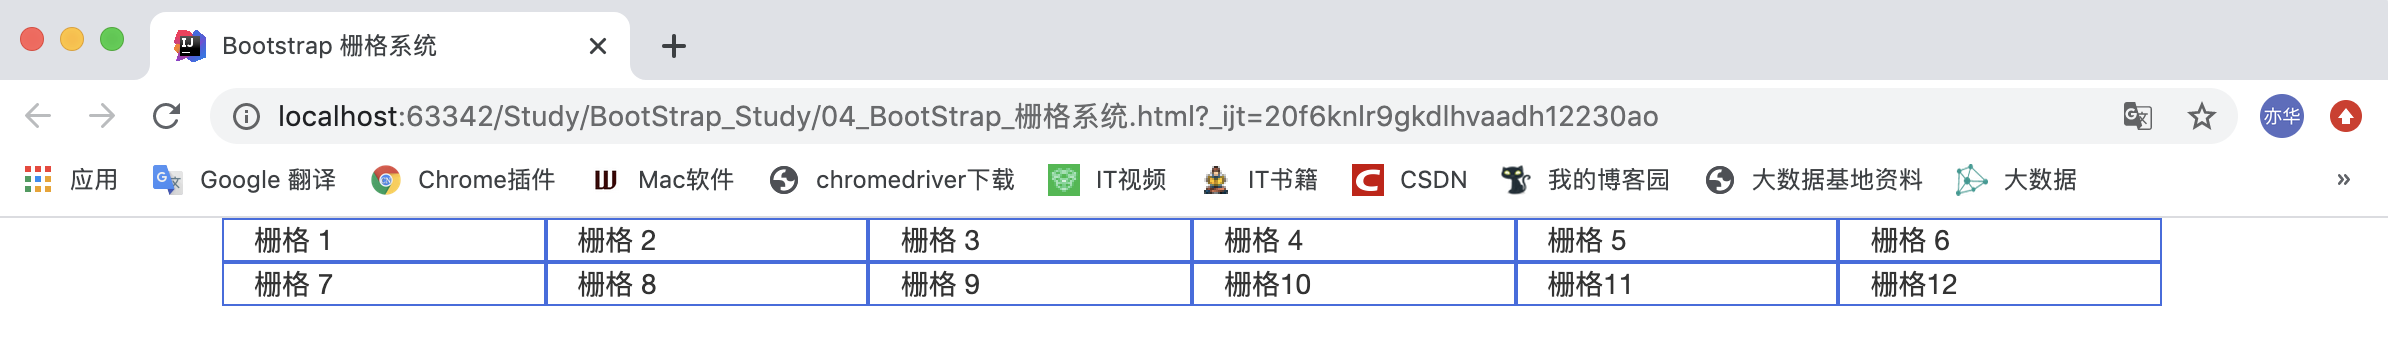 Bootstrap 栅格系统
localhost:63342/Study/BootStrap_Study/04_BootStrap_栅格系统.html?_ijt=20f6knlr9gkdlhvaadh12230ao 亦华
应用 Google 翻译 Chrome插件 Mac软件 chromedriver下载 IT视频 IT书籍 CSDN 我的博客园 大数据基地资料 大数据 »
栅格 1 栅格 2 栅格 3 栅格 4 栅格 5 栅格 6
栅格 7 栅格 8 栅格 9 栅格10 栅格11 栅格12